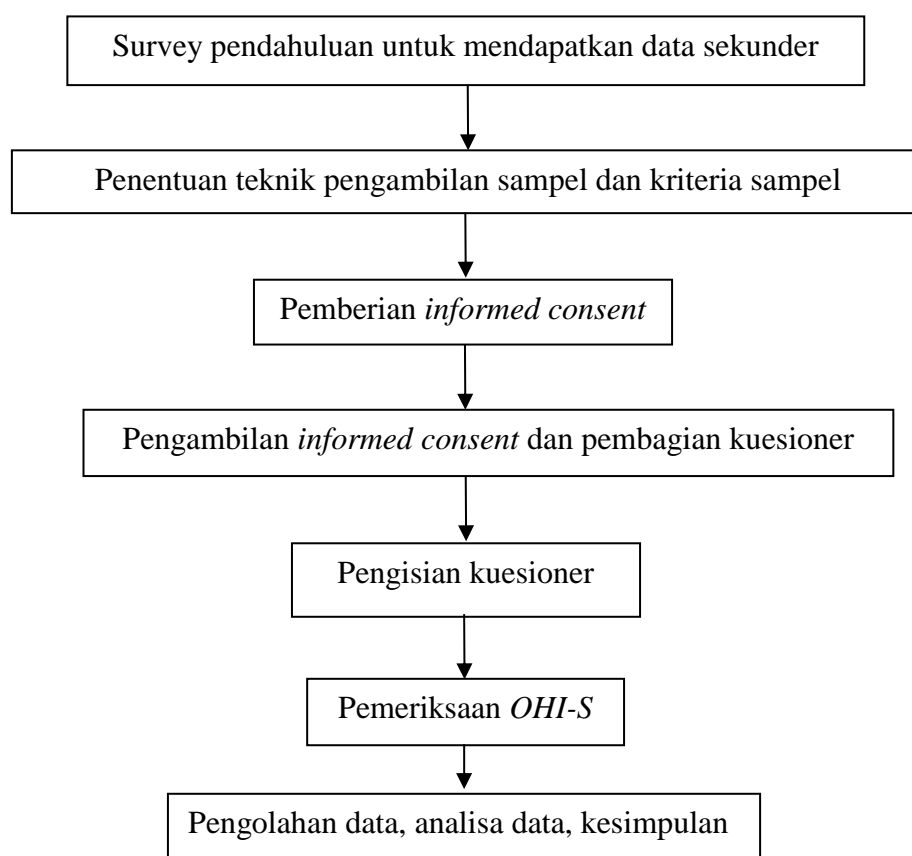 Survey pendahuluan untuk mendapatkan data sekunder
Penentuan teknik pengambilan sampel dan kriteria sampel
Pemberian informed consent
Pengambilan informed consent dan pembagian kuesioner
Pengisian kuesioner
Pemeriksaan OHI-S
Pengolahan data, analisa data, kesimpulan